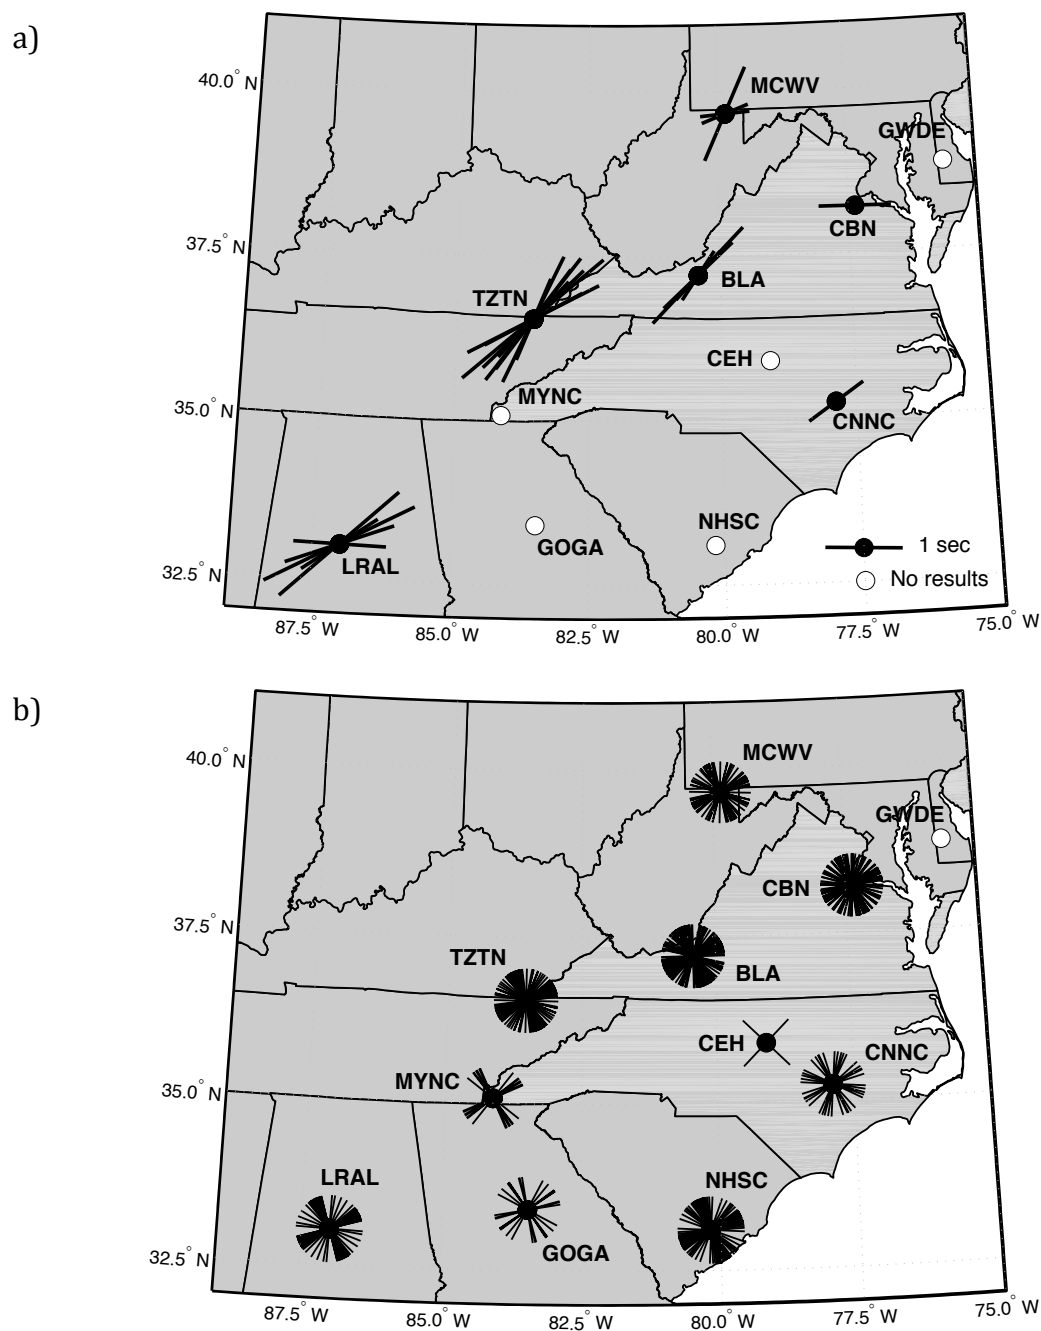 a)
40.0° N
37.5° N
35.0° N
32.5° N
MCWV
GWDE
CBN
BLA
TZTN
CEH
MYNC
CNNC
NHSC
GOGA
LRAL
1 sec
No results
87.5° W
85.0° W
82.5° W
80.0° W
77.5° W
75.0° W
b)
40.0° N
37.5° N
35.0° N
32.5° N
MCWV
GWDE
CBN
TZTN
BLA
CEH
CNNC
MYNC
LRAL
NHSC
GOGA
87.5° W
85.0° W
82.5° W
80.0° W
77.5° W
75.0° W